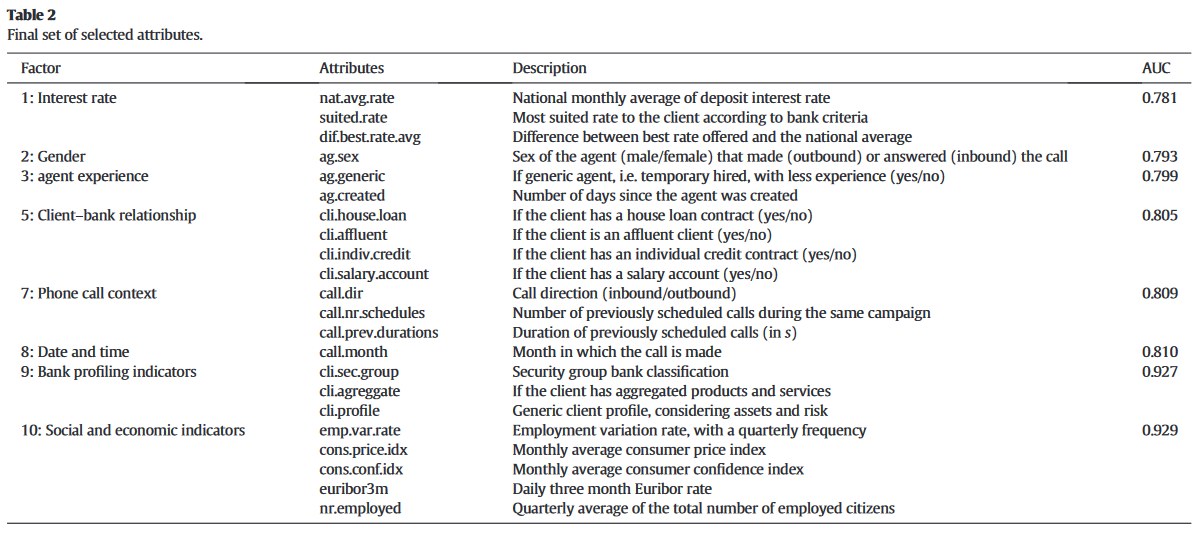 Table 2
Final set of selected attributes.
Factor Attributes Description AUC
1: Interest rate nat.avg.rate National monthly average of deposit interest rate 0.781
suited.rate Most suited rate to the client according to bank criteria
dif.best.rate.avg Difference between best rate offered and the national average
2: Gender ag.sex Sex of the agent (male/female) that made (outbound) or answered (inbound) the call 0.793
3: agent experience ag.generic If generic agent, i.e. temporary hired, with less experience (yes/no) 0.799
ag.created Number of days since the agent was created
5: Client–bank relationship cli.house.loan If the client has a house loan contract (yes/no) 0.805
cli.affluent If the client is an affluent client (yes/no)
cli.indiv.credit If the client has an individual credit contract (yes/no)
cli.salary.account If the client has a salary account (yes/no)
7: Phone call context call.dir Call direction (inbound/outbound) 0.809
call.nr.schedules Number of previously scheduled calls during the same campaign
call.prev.durations Duration of previously scheduled calls (in s)
8: Date and time call.month Month in which the call is made 0.810
9: Bank profiling indicators cli.sec.group Security group bank classification 0.927
cli.agreggate If the client has aggregated products and services
cli.profile Generic client profile, considering assets and risk
10: Social and economic indicators emp.var.rate Employment variation rate, with a quarterly frequency 0.929
cons.price.idx Monthly average consumer price index
cons.conf.idx Monthly average consumer confidence index
euribor3m Daily three month Euribor rate
nr.employed Quarterly average of the total number of employed citizens